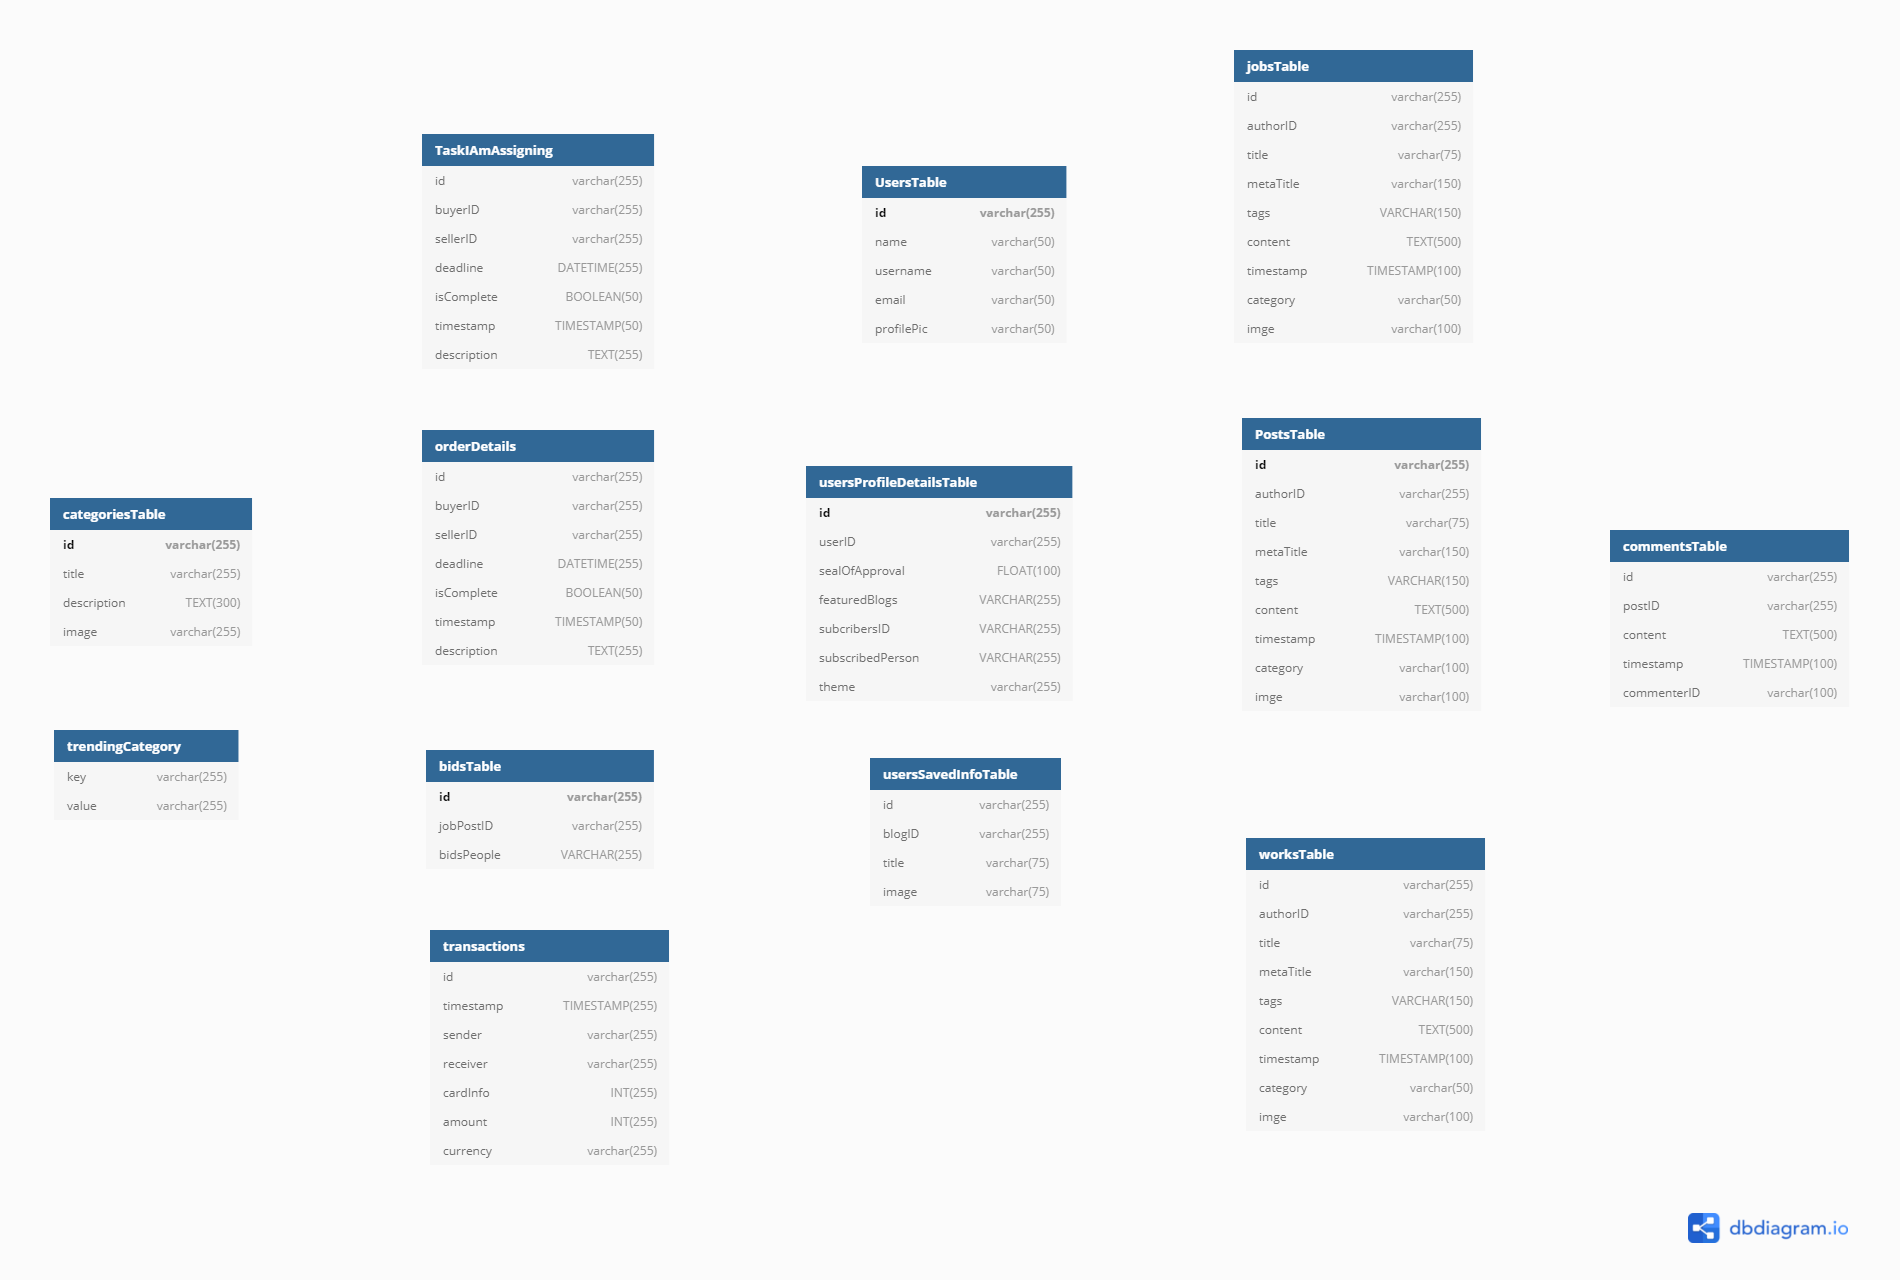 categoriesTable
id varchar(255)
title varchar(255)
description TEXT(300)
image varchar(255)
trendingCategory
key varchar(255)
value varchar(255)
TaskIAmAssigning
id varchar(255)
buyerID varchar(255)
sellerID varchar(255)
deadline DATETIME(255)
isComplete BOOLEAN(50)
timestamp TIMESTAMP(50)
description TEXT(255)
orderDetails
id varchar(255)
buyerID varchar(255)
sellerID varchar(255)
deadline DATETIME(255)
isComplete BOOLEAN(50)
timestamp TIMESTAMP(50)
description TEXT(255)
bidsTable
id varchar(255)
jobPostID varchar(255)
bidsPeople VARCHAR(255)
transactions
id varchar(255)
timestamp TIMESTAMP(255)
sender varchar(255)
receiver varchar(255)
cardInfo INT(255)
amount INT(255)
currency varchar(255)
UsersTable
id varchar(255)
name varchar(50)
username varchar(50)
email varchar(50)
profilePic varchar(50)
usersProfileDetailsTable
id varchar(255)
userID varchar(255)
sealOfApproval FLOAT(100)
featuredBlogs VARCHAR(255)
subcribersID VARCHAR(255)
subscribedPerson VARCHAR(255)
theme varchar(255)
usersSavedInfoTable
id varchar(255)
blogID varchar(255)
title varchar(75)
image varchar(75)
jobsTable
id varchar(255)
authorID varchar(255)
title varchar(75)
metaTitle varchar(150)
tags VARCHAR(150)
content TEXT(500)
timestamp TIMESTAMP(100)
category varchar(50)
imge varchar(100)
PostsTable
id varchar(255)
authorID varchar(255)
title varchar(75)
metaTitle varchar(150)
tags VARCHAR(150)
content TEXT(500)
timestamp TIMESTAMP(100)
category varchar(100)
imge varchar(100)
worksTable
id varchar(255)
authorID varchar(255)
title varchar(75)
metaTitle varchar(150)
tags VARCHAR(150)
content TEXT(500)
timestamp TIMESTAMP(100)
category varchar(50)
imge varchar(100)
commentsTable
id varchar(255)
postID varchar(255)
content TEXT(500)
timestamp TIMESTAMP(100)
commenterID varchar(100)
dbdiagram.io